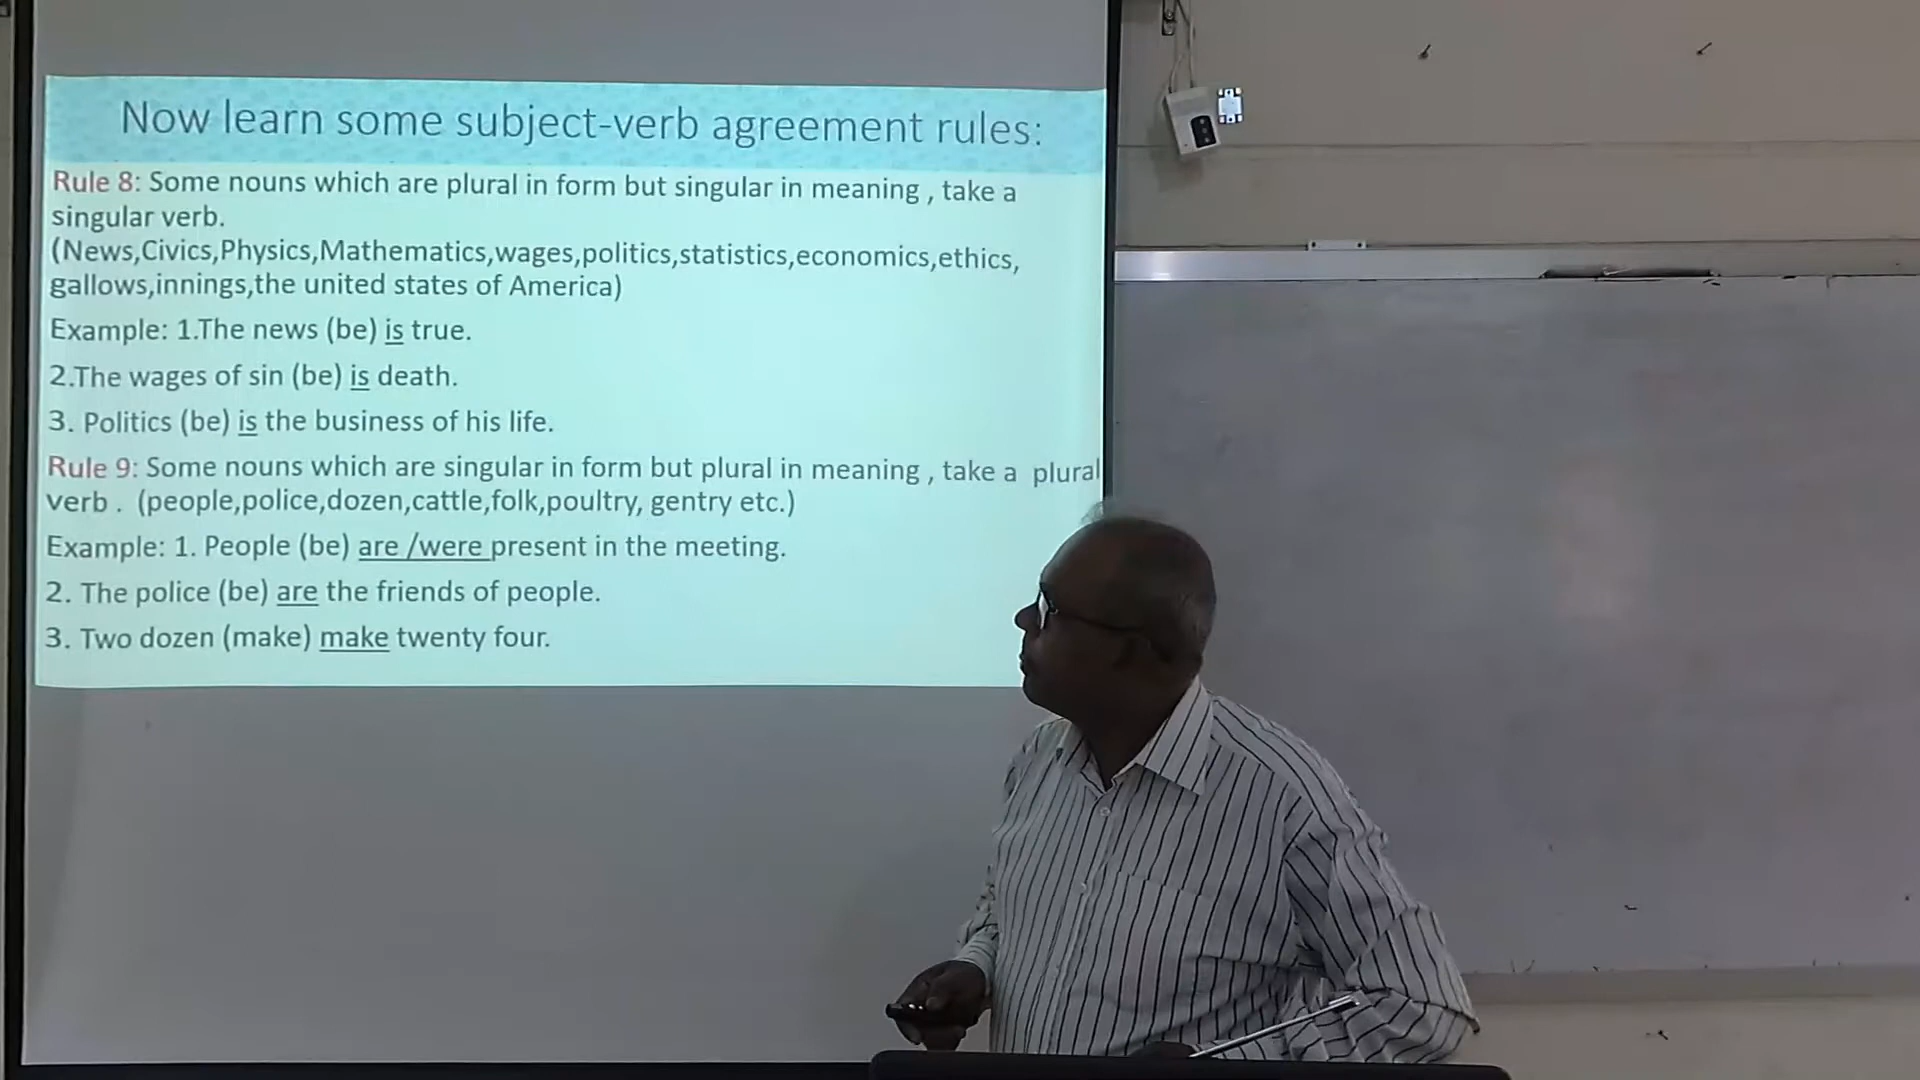 Now learn some subject-verb agreement rules:
Rule 8: Some nouns which are plural in form but singular in meaning , take a
singular verb.
(News,Civics,Physics,Mathematics,wages,politics,statistics,economics,ethics,
gallows,innings,the united states of America)
Example: 1.The news (be) is true.
2.The wages of sin (be) is death.
3. Politics (be) is the business of his life.
Rule 9: Some nouns which are singular in form but plural in meaning , take a plural
verb . (people,police,dozen,cattle,folk,poultry, gentry etc.)
Example: 1. People (be) are /were present in the meeting.
2. The police (be) are the friends of people.
3. Two dozen (make) make twenty four.